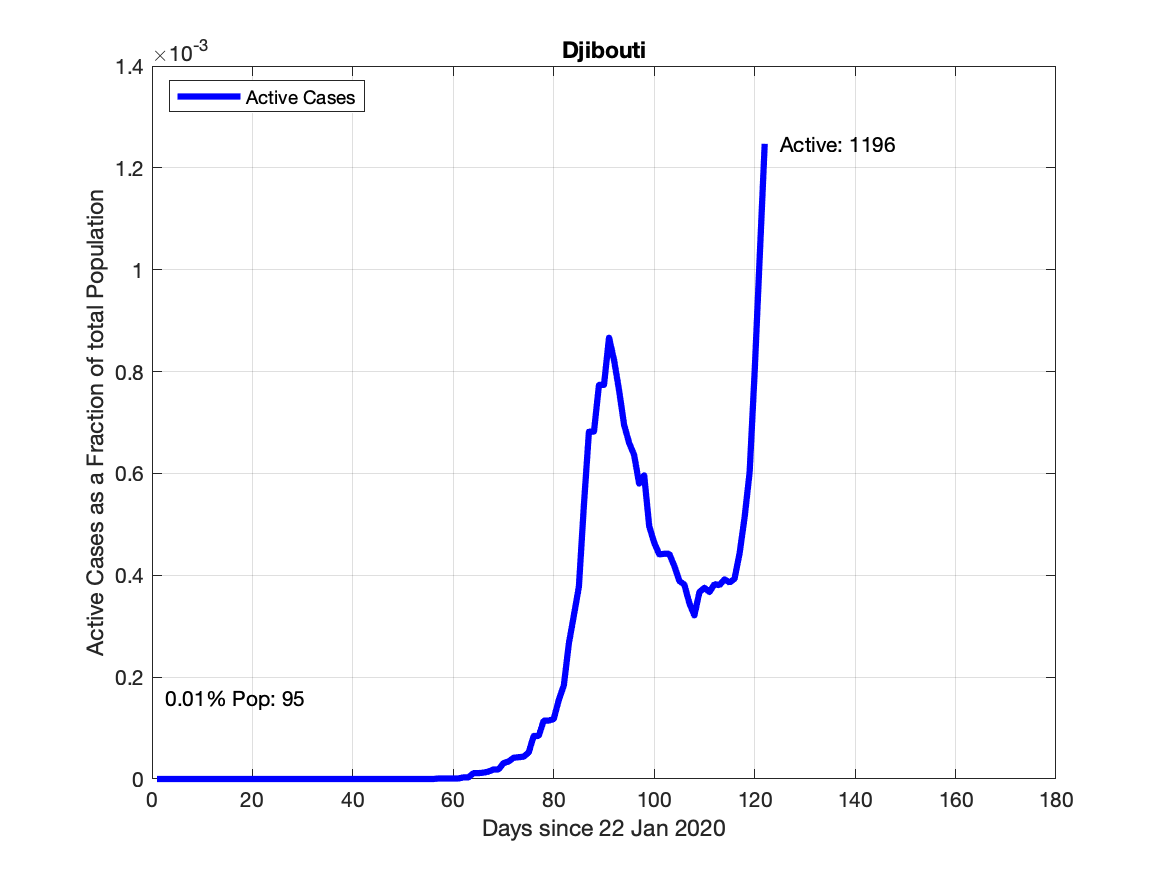 Djibouti
×10-3
1.4
1.2
1
0.8
0.6
0.4
0.2
0
Active Cases as a Fraction of total Population
Active Cases
Active: 1196
0.01% Pop: 95
0 20 40 60 80 100 120 140 160 180
Days since 22 Jan 2020